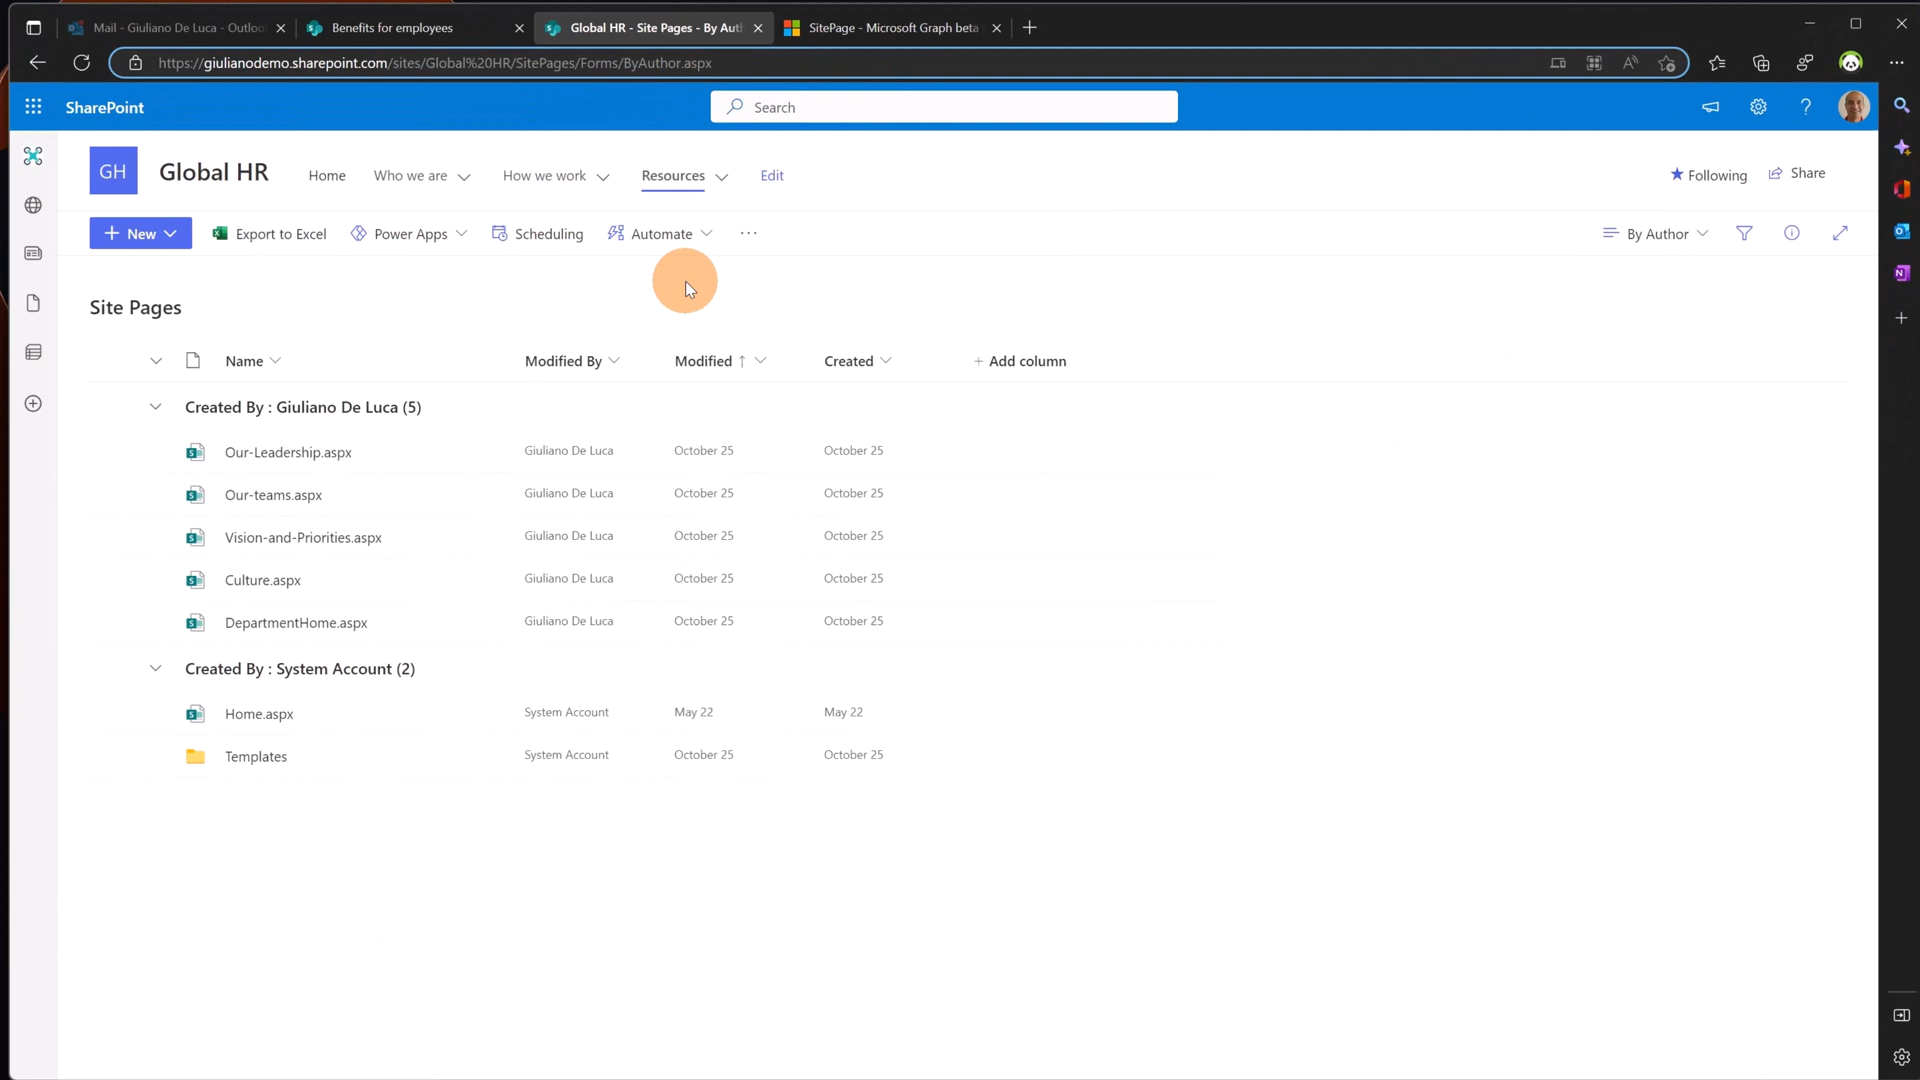 Mail - Giuliano De Luca - Outloo
Benefits for employees
Global HR - Site Pages - By Auth
SitePage - Microsoft Graph beta
https://giulianodemo.sharepoint.com/sites/Global%20HR/SitePages/Forms/ByAuthor.aspx
SharePoint
Search
GH
Global HR
Home
Who we are
How we work
Resources
Edit
Following
Share
New
Export to Excel
Power Apps
Scheduling
Automate
By Author
Site Pages
Name
Modified By
Modified
Created
Add column
Created By : Giuliano De Luca (5)
Our-Leadership.aspx Giuliano De Luca October 25 October 25
Our-teams.aspx Giuliano De Luca October 25 October 25
Vision-and-Priorities.aspx Giuliano De Luca October 25 October 25
Culture.aspx Giuliano De Luca October 25 October 25
DepartmentHome.aspx Giuliano De Luca October 25 October 25
Created By : System Account (2)
Home.aspx System Account May 22 May 22
Templates System Account October 25 October 25